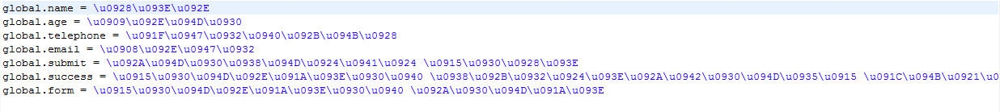 global.name = \u0928\u093E\u092E
global.age = \u0909\u092E\u094D\u0930
global.telephone = \u091F\u0947\u0932\u0940\u092B\u094B\u0928
global.email = \u0908\u092E\u0947\u0932
global.submit = \u092A\u094D\u0930\u0938\u094D\u0924\u0941\u0924 \u0915\u0930\u0928\u093E
global.success = \u0915\u0930\u094D\u092E\u091A\u093E\u0930\u0940 \u0938\u092B\u0932\u0924\u093E\u092A\u0942\u0930\u094D\u0935\u0915 \u091C\u094B\u0921\u0
global.form = \u0915\u0930\u094D\u092E\u091A\u093E\u0930\u0940 \u092A\u0930\u094D\u091A\u093E